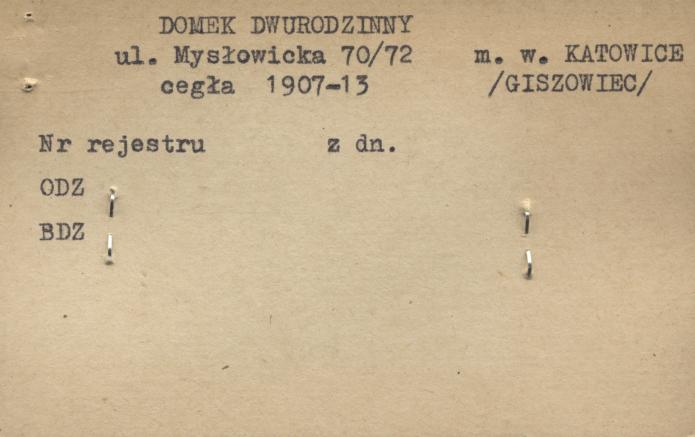 DOMEK DWURODZINNY
ul. Mysłowicka 70/72 m. w. KATOWICE
cegła 1907-13 /GISZOWIEC/
Nr rejestru z dn.
ODZ
BDZ